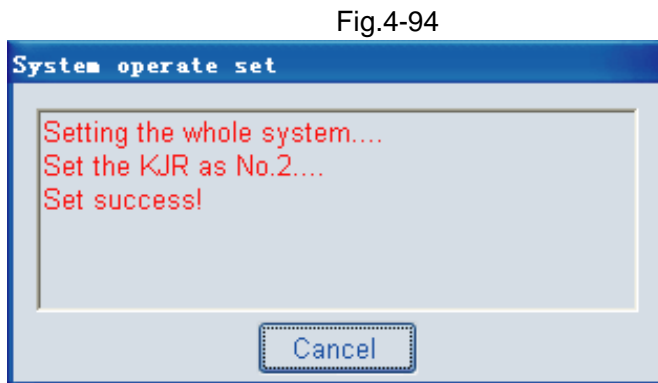 Fig.4-94
System operate set
Setting the whole system....
Set the KJR as No.2....
Set success!
Cancel